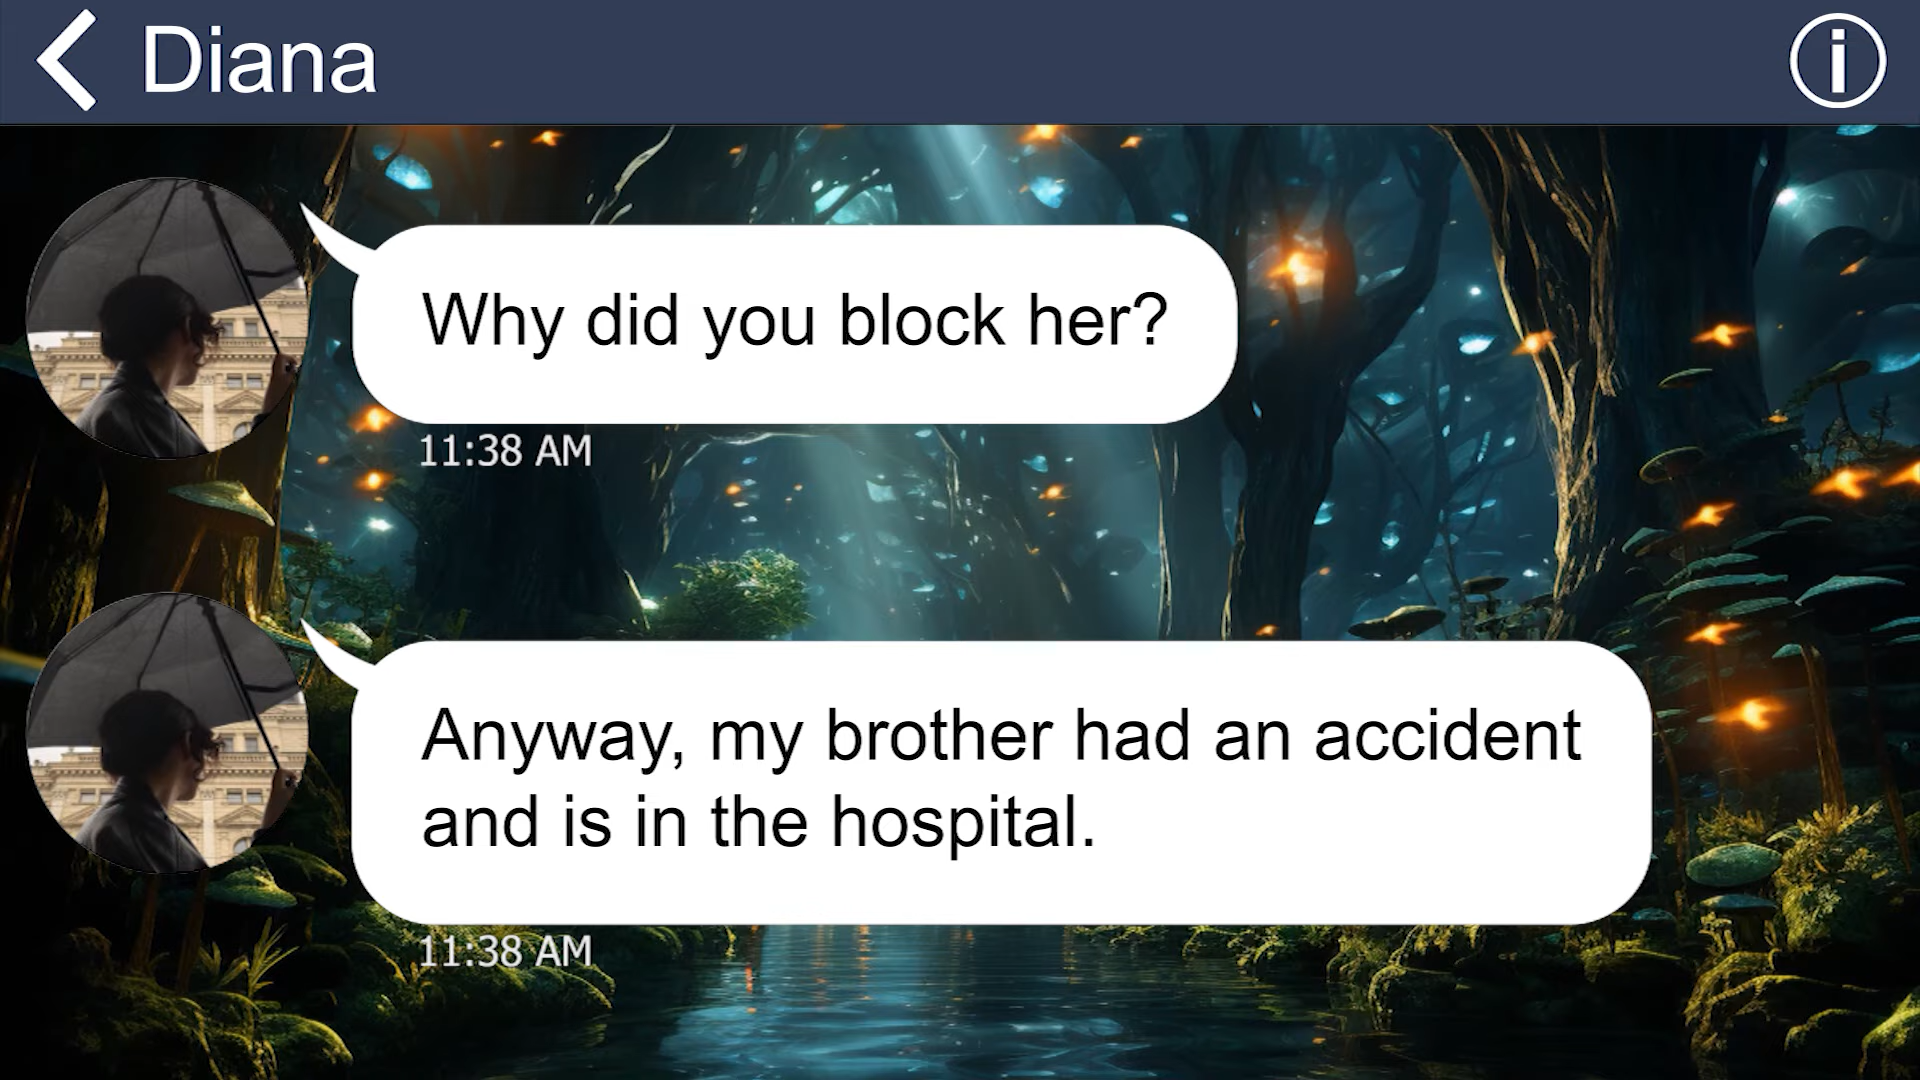 Diana
Why did you block her?
11:38 AM
Anyway, my brother had an accident
and is in the hospital.
11:38 AM